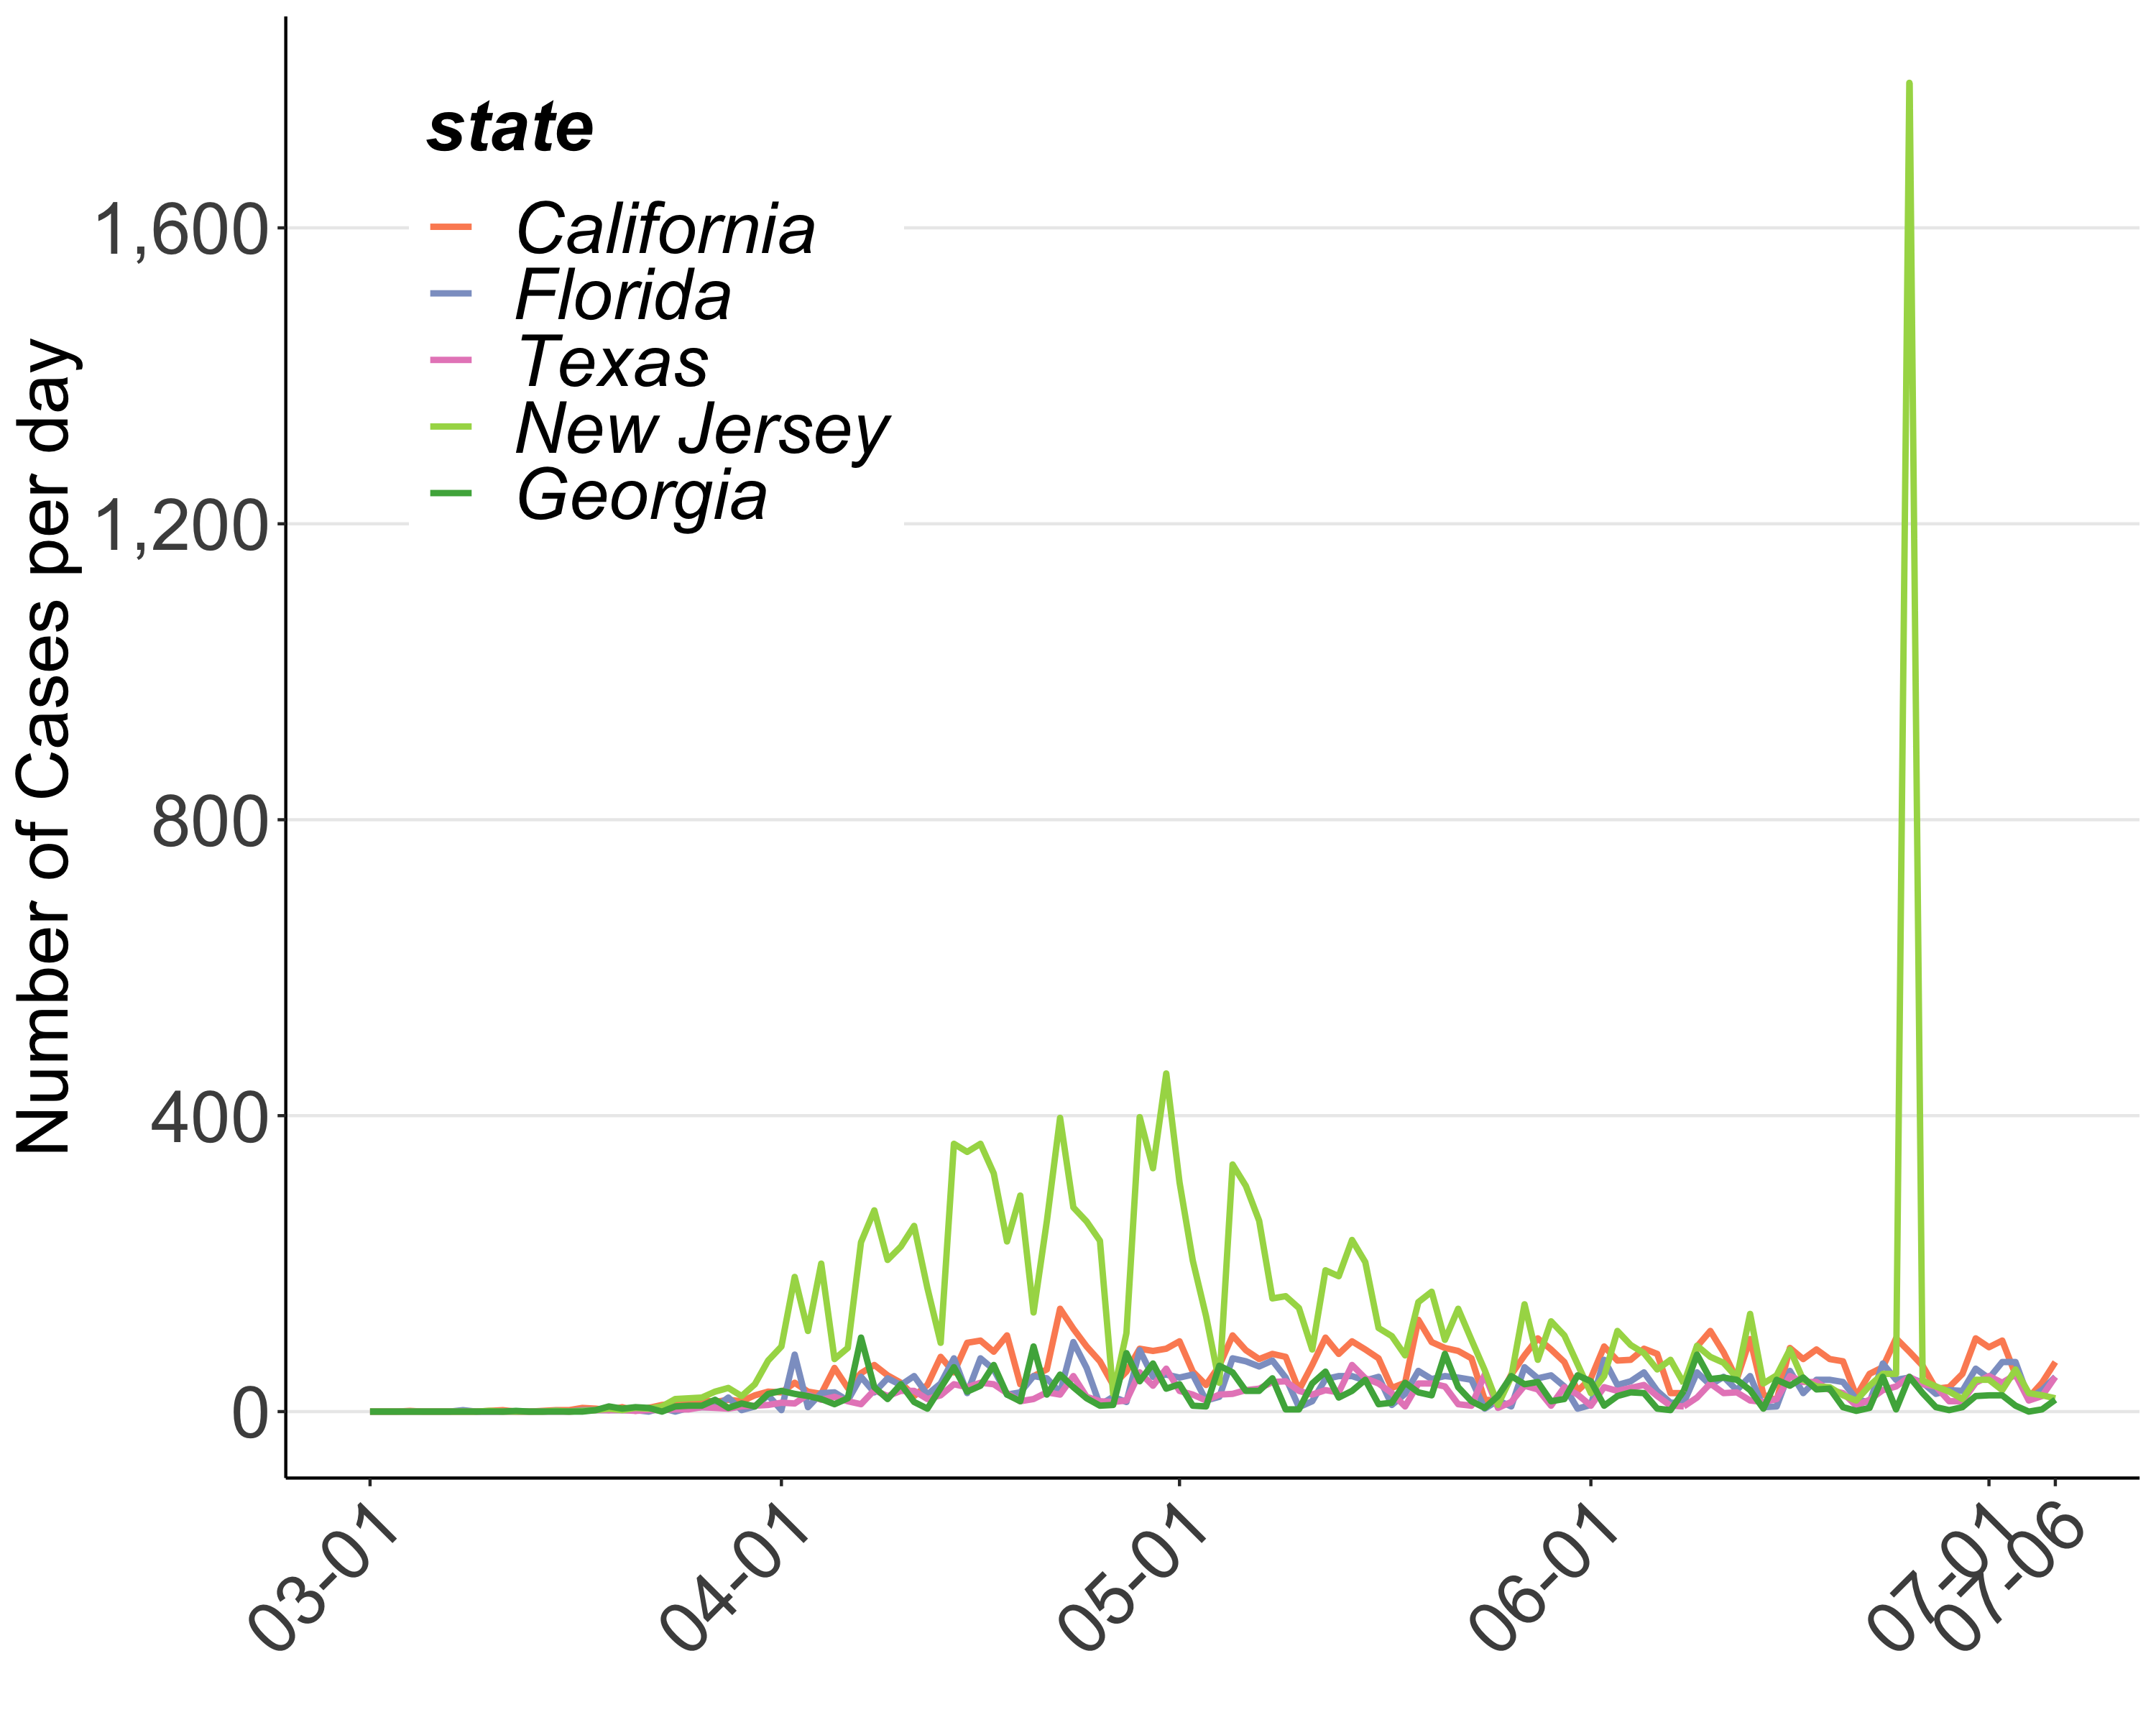 Number of Cases per day
1,600
1,200
800
400
0
state
California
Florida
Texas
New Jersey
Georgia
03-01
04-01
05-01
06-01
07-01
07-06